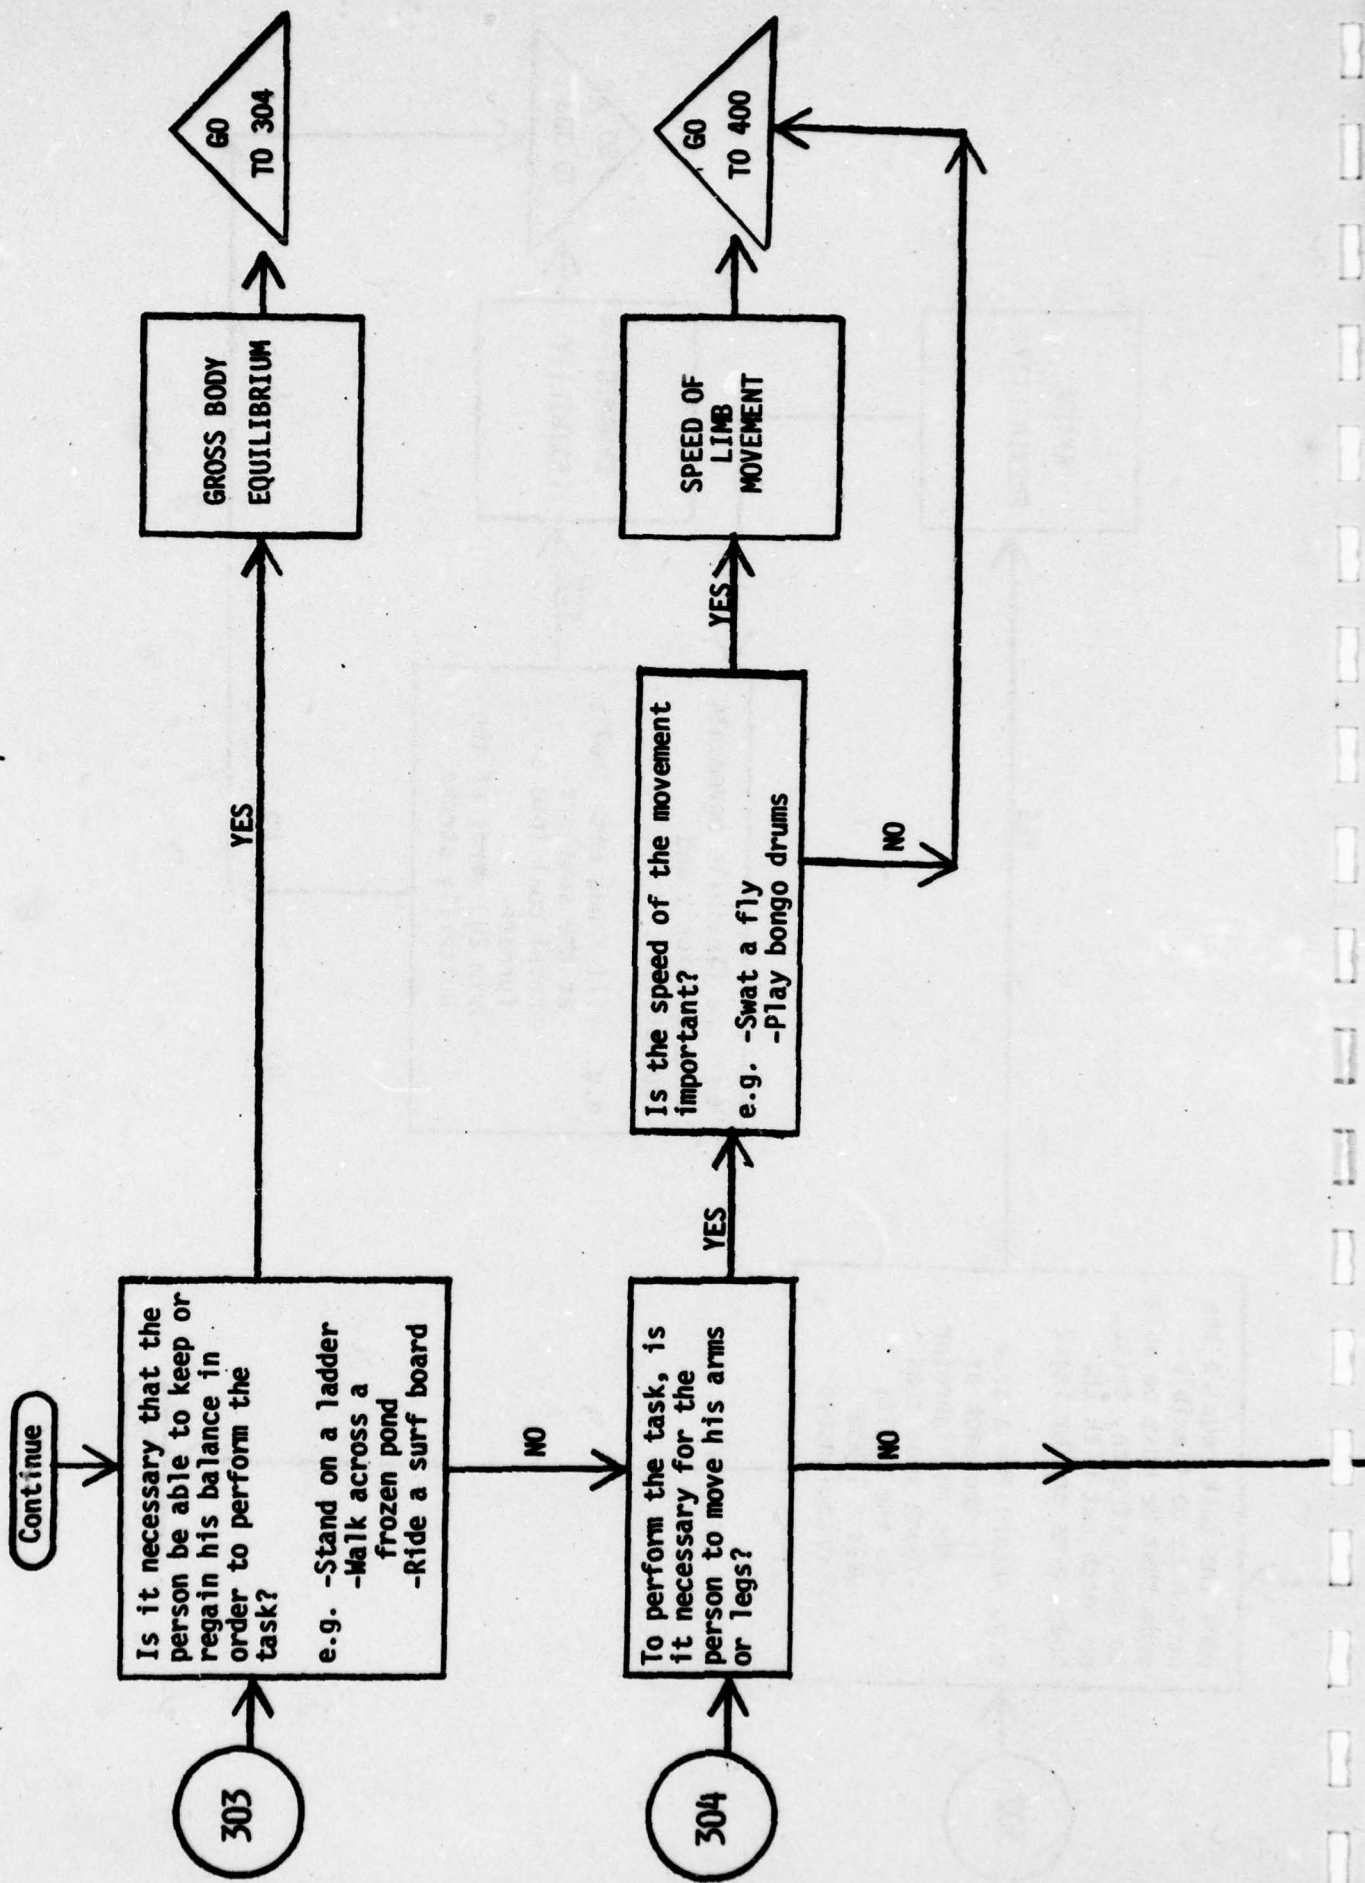 Continue
303
Is it necessary that the
person be able to keep or
regain his balance in
order to perform the
task?
e.g. -Stand on a ladder
-Walk across a
frozen pond
-Ride a surf board
YES
GROSS BODY
EQUILIBRIUM
GO
TO 304
NO
304
To perform the task, is
it necessary for the
person to move his arms
or legs?
YES
Is the speed of the movement
important?
e.g. -Swat a fly
-Play bongo drums
YES
SPEED OF
LIMB
MOVEMENT
GO
TO 400
NO
NO